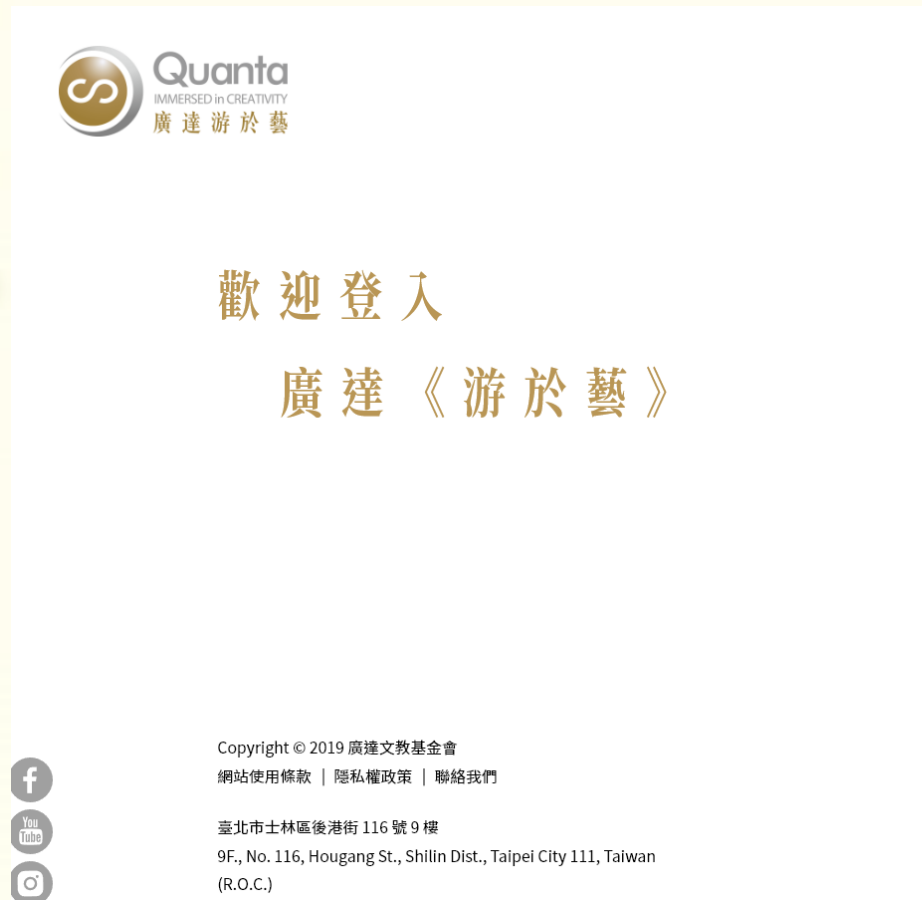 Quanta
IMMERSED in CREATIVITY
廣達游於藝
歡迎登入
廣達《游於藝》
Copyright © 2019 廣達文教基金會
網站使用條款 | 隱私權政策 | 聯絡我們
You
Tube
臺北市士林區後港街 116 號 9 樓
9F., No. 116, Hougang St., Shilin Dist., Taipei City 111, Taiwan
(R.O.C.)